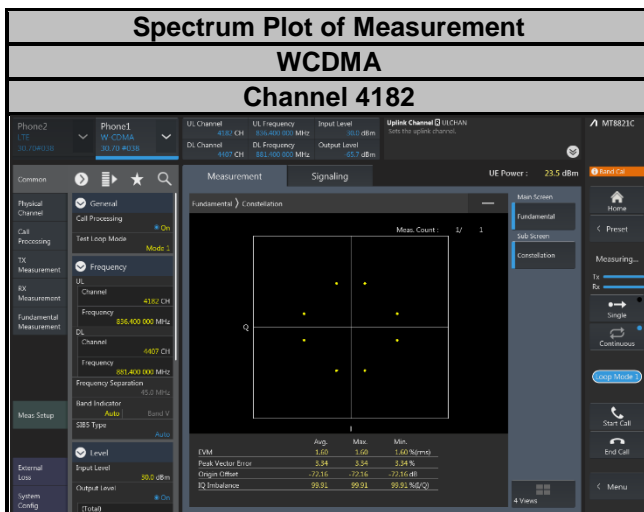 Spectrum Plot of Measurement
WCDMA
Channel 4182
Phone2
LTE
30.70#038
Phone1
W-CDMA
30.70 #038
UL Channel
4182 CH
UL Frequency
836.400 000 MHz
Input Level
30.0 dBm
DL Channel
4407 CH
DL Frequency
881.400 000 MHz
Output Level
-65.7 dBm
Uplink Channel ULCHAN
Sets the uplink channel.
MT8821C
Common
Measurement
Signaling
UE Power : 23.5 dBm
Band Cal
Physical
Channel
Call
Processing
TX
Measurement
RX
Measurement
Fundamental
Measurement
Meas Setup
External
Loss
System
Config
General
Call Processing
On
Test Loop Mode
Mode 1
Frequency
UL
Channel
4182 CH
Frequency
836.400 000 MHz
DL
Channel
4407 CH
Frequency
881.400 000 MHz
Frequency Separation
45.0 MHz
Band Indicator
Auto Band V
SIB5 Type
Auto
Level
Input Level
30.0 dBm
Output Level
On
(Total)
Fundamental ❭ Constellation
Meas. Count : 1/ 1
Q
I
Avg. Max. Min.
EVM 1.60 1.60 1.60 %(rms)
Peak Vector Error 3.54 3.54 3.54 %
Origin Offset -72.16 -72.16 -72.16 dB
IQ Imbalance 99.91 99.91 99.91 %(I/Q)
Main Screen
Fundamental
Sub Screen
Constellation
4 Views
Home
Preset
Measuring...
Tx
Rx
Single
Continuous
Loop Mode 1
Start Call
End Call
Menu